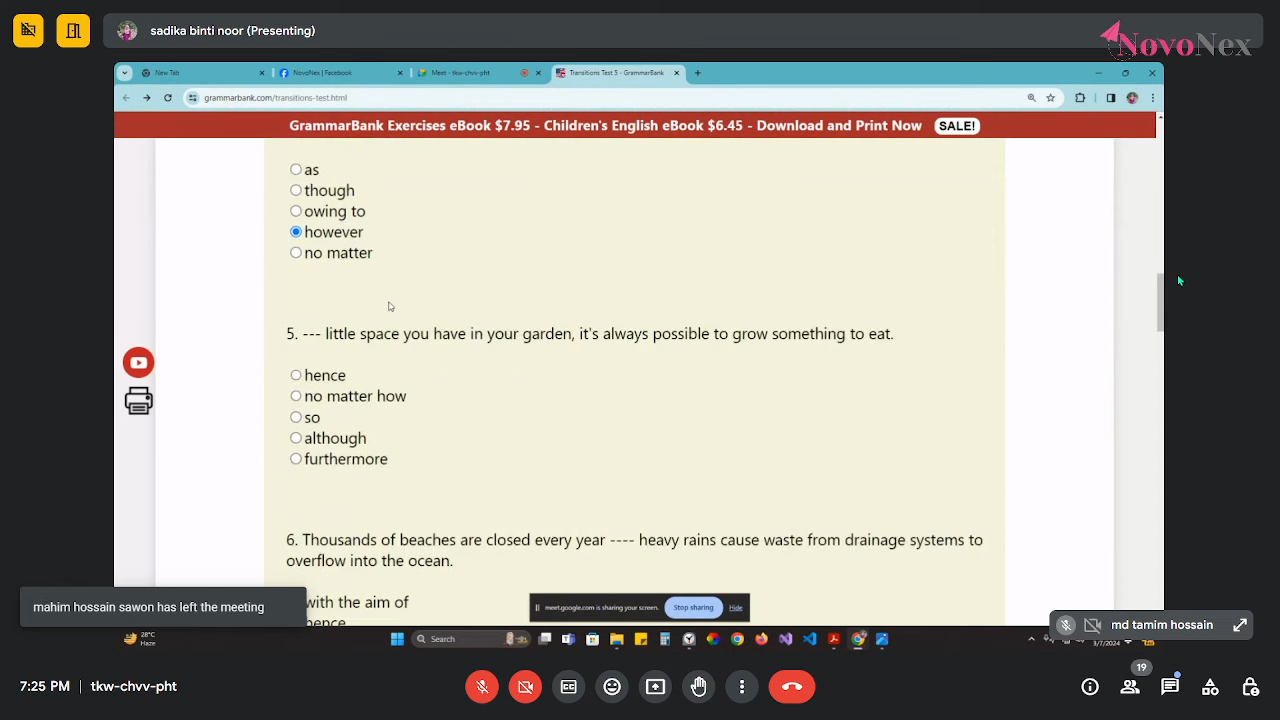 sadika binti noor (Presenting)
NovoNex
New Tab
NovoNex | Facebook
Meet - tkw-chvv-pht
Transitions Test 5 - GrammarBank
grammarbank.com/transitions-test.html
GrammarBank Exercises eBook $7.95 - Children's English eBook $6.45 - Download and Print Now SALE!
as
though
owing to
however
no matter
5. --- little space you have in your garden, it's always possible to grow something to eat.
hence
no matter how
so
although
furthermore
6. Thousands of beaches are closed every year ---- heavy rains cause waste from drainage systems to
overflow into the ocean.
with the aim of
hence
mahim hossain sawon has left the meeting
meet.google.com is sharing your screen. Stop sharing Hide
md tamim hossain
28°C
Haze
Search
3/7/2024
19
7:25 PM | tkw-chvv-pht